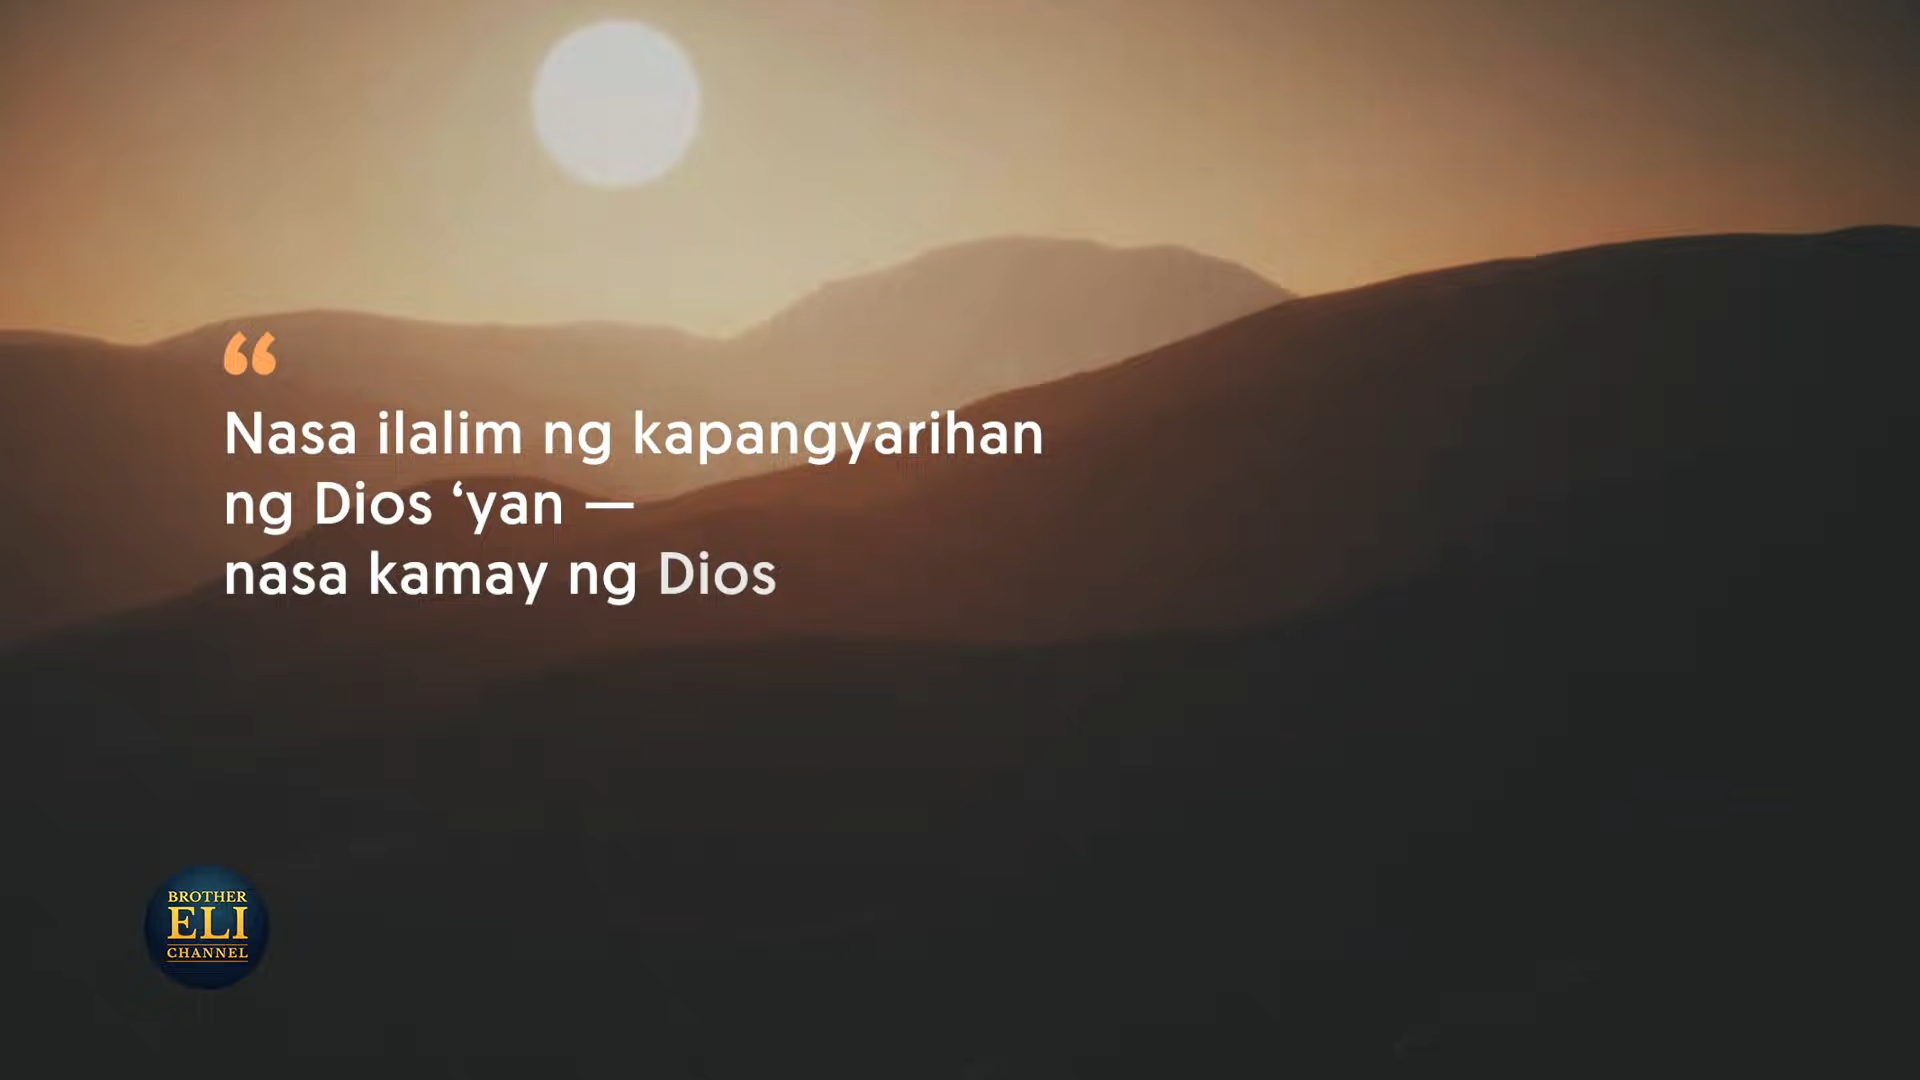 “
Nasa ilalim ng kapangyarihan
ng Dios ‘yan —
nasa kamay ng Dios
BROTHER
ELI
CHANNEL